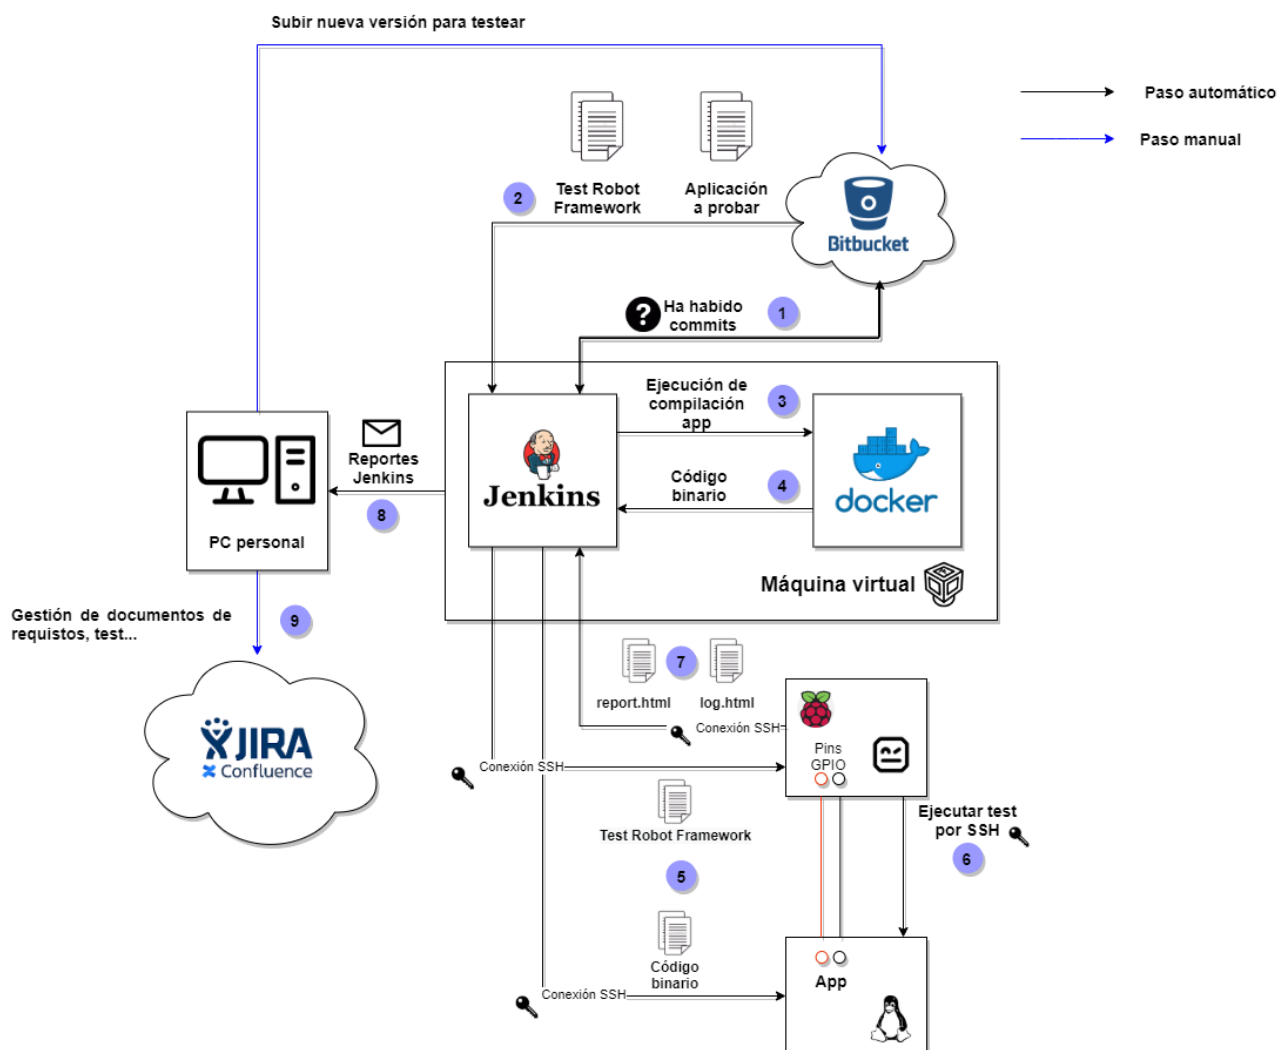 Subir nueva versión para testear
Paso automático
Paso manual
2
Test Robot
Framework
Aplicación
a probar
Bitbucket
?
Ha habido
commits
1
Ejecución de
compilación
app
3
Reportes
Jenkins
8
Jenkins
Código
binario
4
docker
PC personal
Máquina virtual
Gestión de documentos de
requistos, test...
9
7
report.html
log.html
Conexión SSH
JIRA
Confluence
Pins
GPIO
Conexión SSH
Test Robot Framework
Ejecutar test
por SSH
6
5
Código
binario
Conexión SSH
App